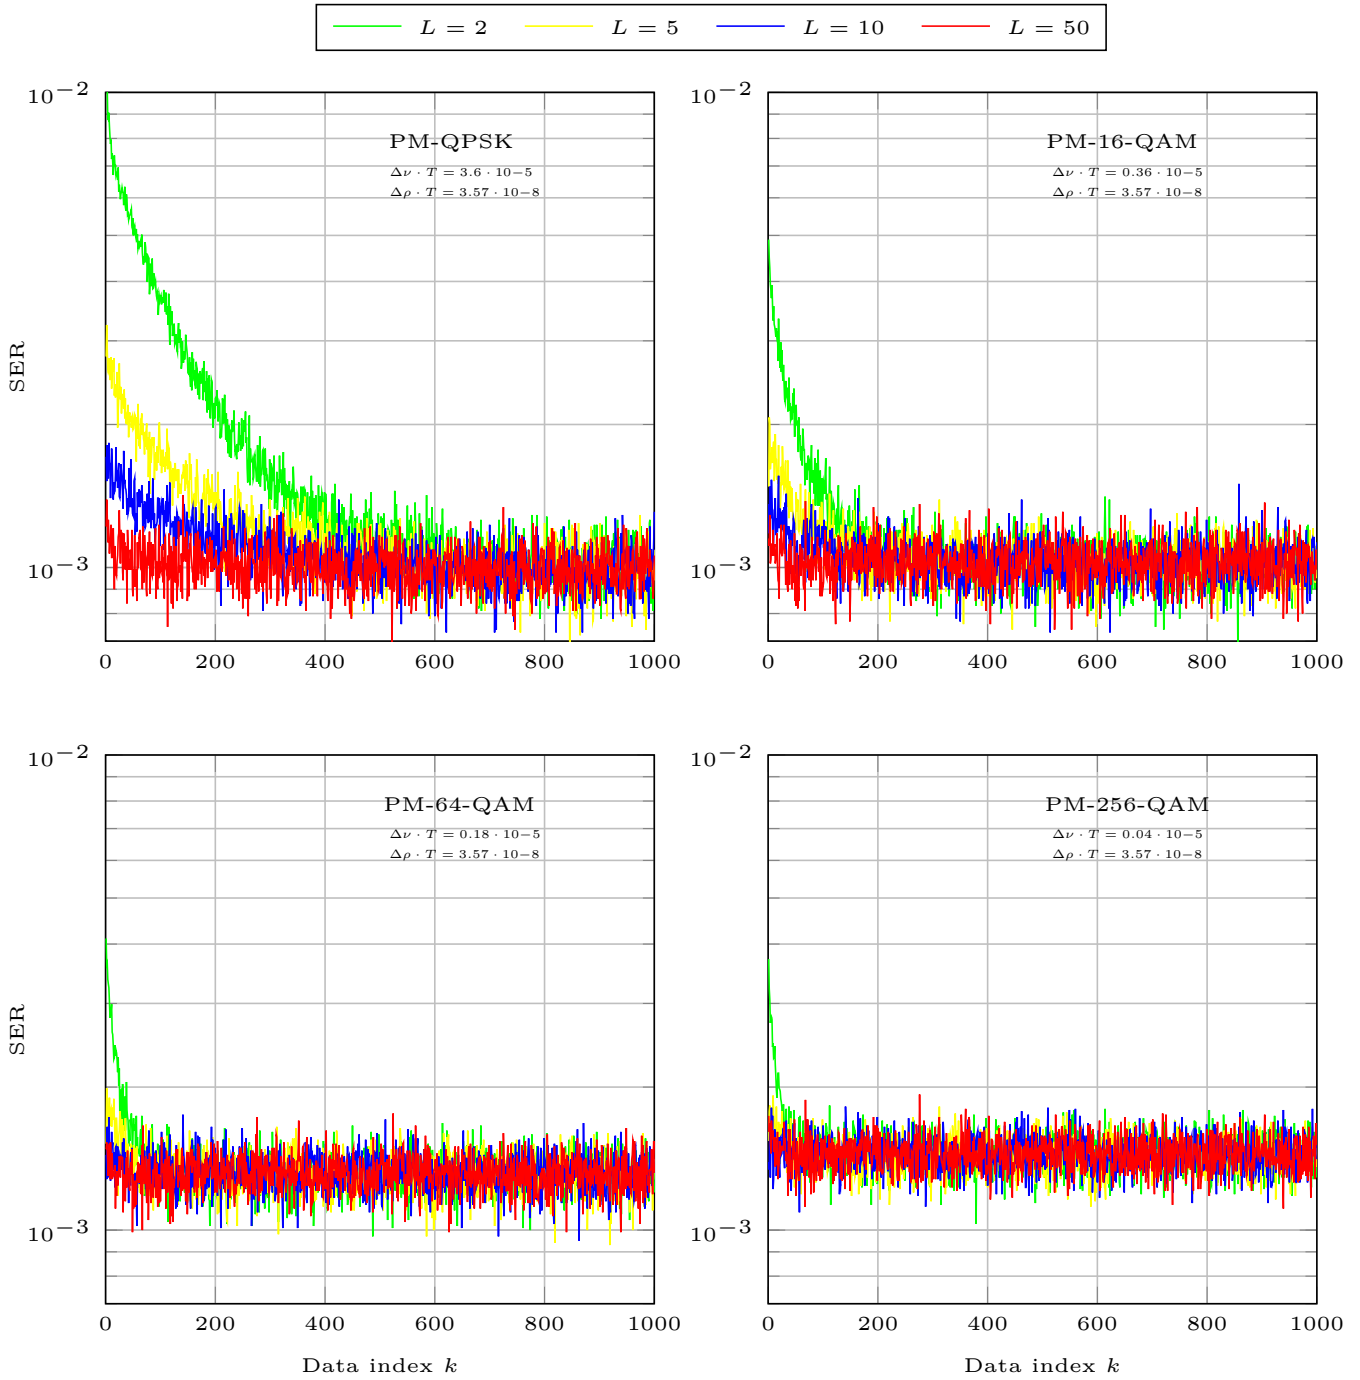 L = 2 L = 5 L = 10 L = 50
10−2
PM-QPSK
Δν · T = 3.6 · 10−5
Δρ · T = 3.57 · 10−8
SER
10−3
0 200 400 600 800 1000
10−2
PM-16-QAM
Δν · T = 0.36 · 10−5
Δρ · T = 3.57 · 10−8
10−3
0 200 400 600 800 1000
10−2
PM-64-QAM
Δν · T = 0.18 · 10−5
Δρ · T = 3.57 · 10−8
SER
10−3
0 200 400 600 800 1000
Data index k
10−2
PM-256-QAM
Δν · T = 0.04 · 10−5
Δρ · T = 3.57 · 10−8
10−3
0 200 400 600 800 1000
Data index k